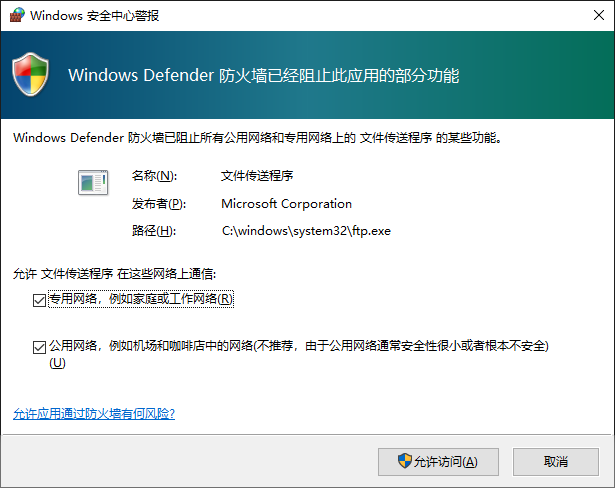 Windows 安全中心警报
Windows Defender 防火墙已经阻止此应用的部分功能
Windows Defender 防火墙已阻止所有公用网络和专用网络上的 文件传送程序 的某些功能。
名称(N): 文件传送程序
发布者(P): Microsoft Corporation
路径(H): C:\windows\system32\ftp.exe
允许 文件传送程序 在这些网络上通信:
专用网络，例如家庭或工作网络(R)
公用网络，例如机场和咖啡店中的网络(不推荐，由于公用网络通常安全性很小或者根本不安全)
(U)
允许应用通过防火墙有何风险?
允许访问(A) 取消